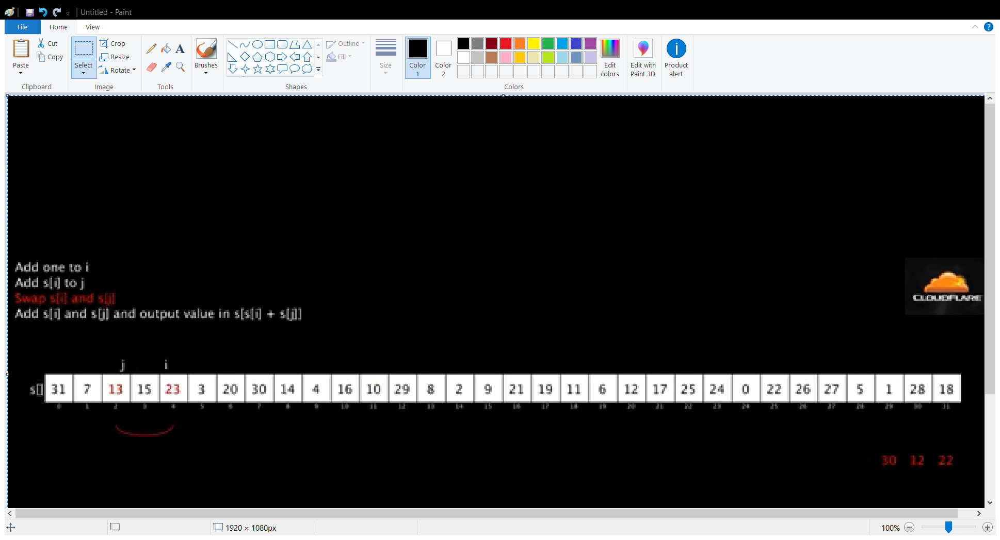 Untitled - Paint
File Home View
Cut
Copy
Paste
Clipboard
Crop
Resize
Rotate
Select
Image
Tools
Brushes
Outline
Fill
Shapes
Size
Color 1
Color 2
Edit colors
Colors
Edit with Paint 3D
Product alert
Add one to i
Add s[i] to j
Swap s[i] and s[j]
Add s[i] and s[j] and output value in s[s[i] + s[j]]
CLOUDFLARE
j i
s[] 31 7 13 15 23 3 20 30 14 4 16 10 29 8 2 9 21 19 11 6 12 17 25 24 0 22 26 27 5 1 28 18
0 1 2 3 4 5 6 7 8 9 10 11 12 13 14 15 16 17 18 19 20 21 22 23 24 25 26 27 28 29 30 31
30 12 22
1920 × 1080px
100%